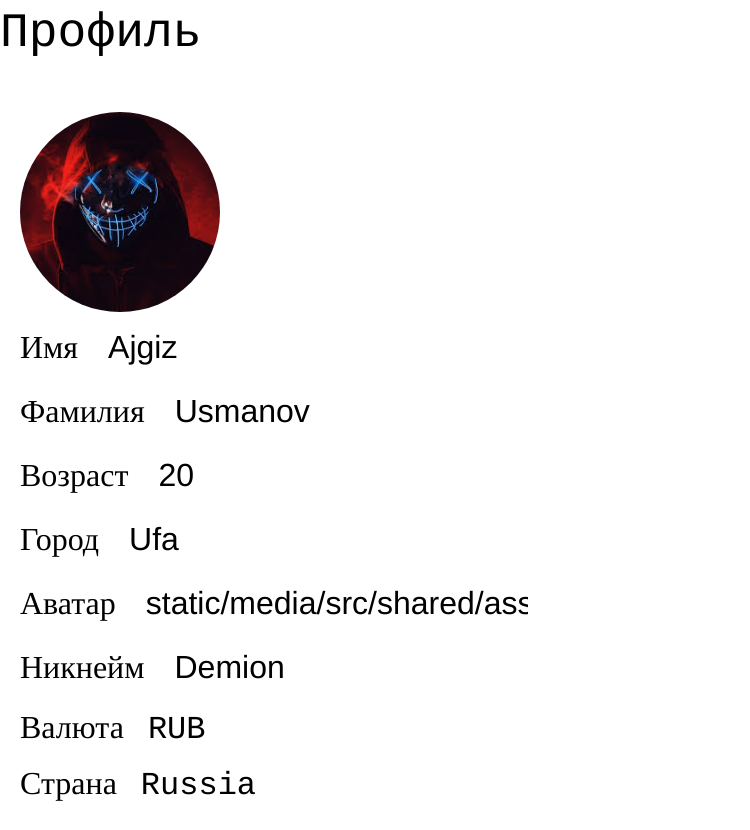 Профиль
Имя Ajgiz
Фамилия Usmanov
Возраст 20
Город Ufa
Аватар static/media/src/shared/ass
Никнейм Demion
Валюта RUB
Страна Russia